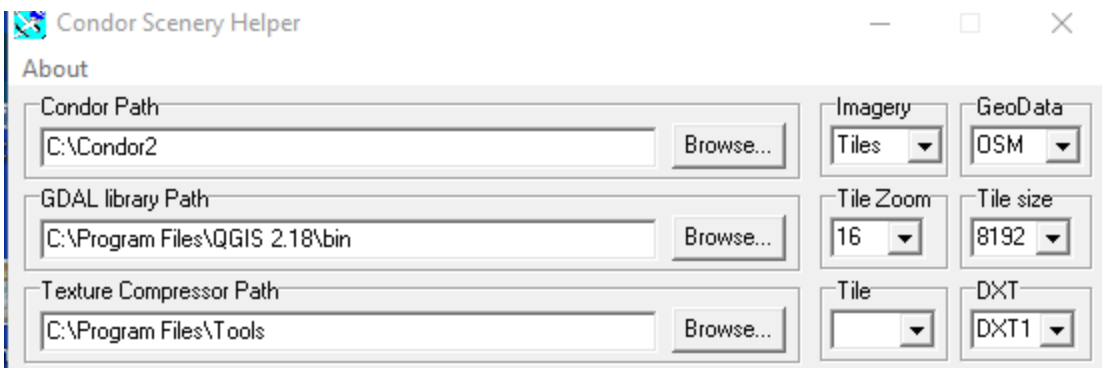 Condor Scenery Helper
About
Condor Path Imagery GeoData
C:\Condor2 Browse... Tiles OSM
GDAL library Path Tile Zoom Tile size
C:\Program Files\QGIS 2.18\bin Browse... 16 8192
Texture Compressor Path Tile DXT
C:\Program Files\Tools Browse... DXT1